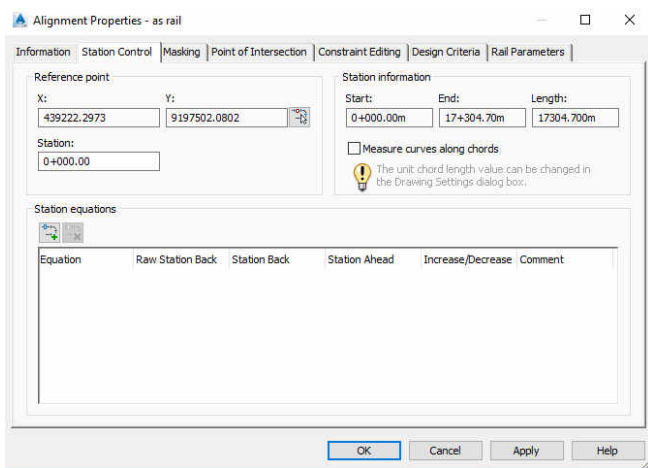 Alignment Properties - as rail
Information Station Control Masking Point of Intersection Constraint Editing Design Criteria Rail Parameters
Reference point
X: Y:
439222.2973 9197502.0802
Station:
0+000.00
Station information
Start: End: Length:
0+000.00m 17+304.70m 17304.700m
Measure curves along chords
The unit chord length value can be changed in
the Drawing Settings dialog box.
Station equations
Equation Raw Station Back Station Back Station Ahead Increase/Decrease Comment
OK Cancel Apply Help